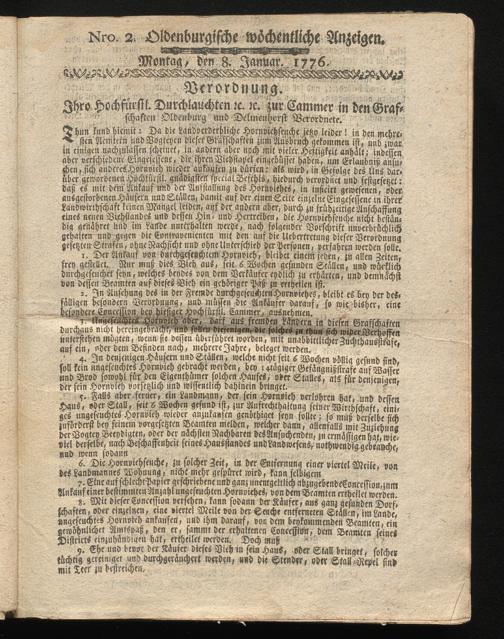 Nro. 2. Oldenburgische wöchentliche Anzeigen.
Montag, den 8. Januar. 1776.
Verordnung.
Ihro Hochfürstl. Durchlauchten ꝛc. ꝛc. zur Cammer in den Graf-
schaften Oldenburg und Delmenhorst Verordnete.
Thun kund hiemit: Da die landverderbliche Hornviehseuche jetzo leider! in den mehre-
sten Aemtern und Vogteyen dieser Graffschaften zum Ausbruch gekommen ist, und zwar
in einigen nachzulassen scheinet, in andern aber noch mit vieler Heftigkeit anhält; indessen
aber verschiedene Eingesessene, die ihren Viehstapel eingebüsset haben, um Erlaubniß ansu-
chen, sich anderes Hornvieh wieder ankaufen zu dürfen: als wird, in Gefolge des Uns dar-
über gewordenen Höchstfürstl. gnädigsten special Befehls, hiedurch verordnet und festgesetzt:
daß es mit dem Ankauf und der Aufstallung des Hornviehes, in inficirt gewesenen, oder
ausgestorbenen Häusern und Ställen, damit auf der einen Seite einzelne Eingesessene in ihrer
Landwirthschaft keinen Mangel leiden, auf der andern aber, durch zu frühzeitige Anschaffung
eines neuen Viehstandes und dessen Hin- und Hertreiben, die Hornviehseuche nicht bestän-
dig genähret und im Lande unterhalten werde, nach folgender Vorschrift unverbrüchlich
gehalten und gegen die Contravenienten mit den auf die Uebertretung dieser Verordnung
gesetzten Strafen, ohne Nachsicht und ohne Unterschied der Personen, verfahren werden solle.
1. Der Ankauf von durchgeseuchtem Hornvieh, bleibet einem jeden, zu allen Zeiten,
frey gestellet. Nur muß dies Vieh aus, seit 6 Wochen gesunden Ställen, und würklich
durchgeseuchet seyn, welches beydes von dem Verkäufer eydlich zu erhärten, und demnächst
von dessen Beamten auf dieses Vieh ein gehöriger Paß zu ertheilen ist.
2. In Ansehung des in der Fremde durchgeseuchten Hornviehes, bleibt es bey der des-
fälligen besondern Verordnung, und müssen die Ankäufer darauf, so wie bisher, eine
besondere Concession bey hiesiger Hochfürstl. Cammer, ausnehmen.
3. Ungeseuchtes Hornvieh aber, darf aus fremden Ländern in diesen Graffschaften
durchaus nicht hereingebracht, und sollen diejenigen, die solches zu thun sich wider Verhoffen
unterstehen mögten, wenn sie dessen überführet worden, mit unabbittlicher Zuchthausstrafe,
auf ein, oder dem Befinden nach, mehrere Jahre, beleget werden.
4. In denjenigen Häusern und Ställen, welche nicht seit 6 Wochen völlig gesund sind,
soll kein ungeseuchtes Hornvieh gebracht werden, bey 14tägiger Gefängnißstrafe auf Wasser
und Brod sowohl für den Eigenthümer solchen Hauses, oder Stalles, als für denjenigen,
der sein Hornvieh vorsetzlich und wissentlich dahinein bringet.
5. Falls aber ferner, ein Landmann, der sein Hornvieh verlohren hat, und dessen
Haus, oder Stall, seit 6 Wochen gesund ist, zur Aufrechthaltung seiner Wirthschaft, eini-
ges ungeseuchtes Hornvieh wieder anzukaufen genöthiget seyn sollte; so muß derselbe sich
zuförderst bey seinem vorgesetzten Beamten melden, welcher dann, allenfalls mit Zuziehung
der Vogtey Beeydigten, oder der nächsten Nachbaren des Ansuchenden, zu ermässigen hat, wie-
viel derselbe, nach Beschaffenheit seines Hausstandes und Landwesens, nothwendig gebrauche,
und wenn sodann
6. Die Hornviehseuche, zu solcher Zeit, in der Entfernung einer viertel Meile, von
des Landmannes Wohnung, nicht mehr gespüret wird, kann selbigem
7. Eine auf schlecht Papier geschriebene und ganz unentgeltlich abzugebende Concession, zum
Ankauf einer bestimmten Anzahl ungeseuchten Hornviehes, von dem Beamten ertheilet werden.
8. Mit dieser Concession versehen, kann sodann der Käufer, aus ganz gesunden Dorf-
schaften, oder einzelnen, eine viertel Meile von der Seuche entferneten Ställen, im Lande,
ungeseuchtes Hornvieh ankaufen, und ihm darauf, von dem beykommenden Beamten, ein
gewöhnlicher Amtspaß, den er, sammt der erhaltenen Concession, dem Beamten seines
Districts einzuhändigen hat, ertheilet werden. Doch muß
9. Ehe und bevor der Käufer dieses Vieh in sein Haus, oder Stall bringet, solcher
tüchtig gereiniget und durchgeräuchert werden, und die Stender, oder Stall-Repel sind
mit Teer zu bestreichen.